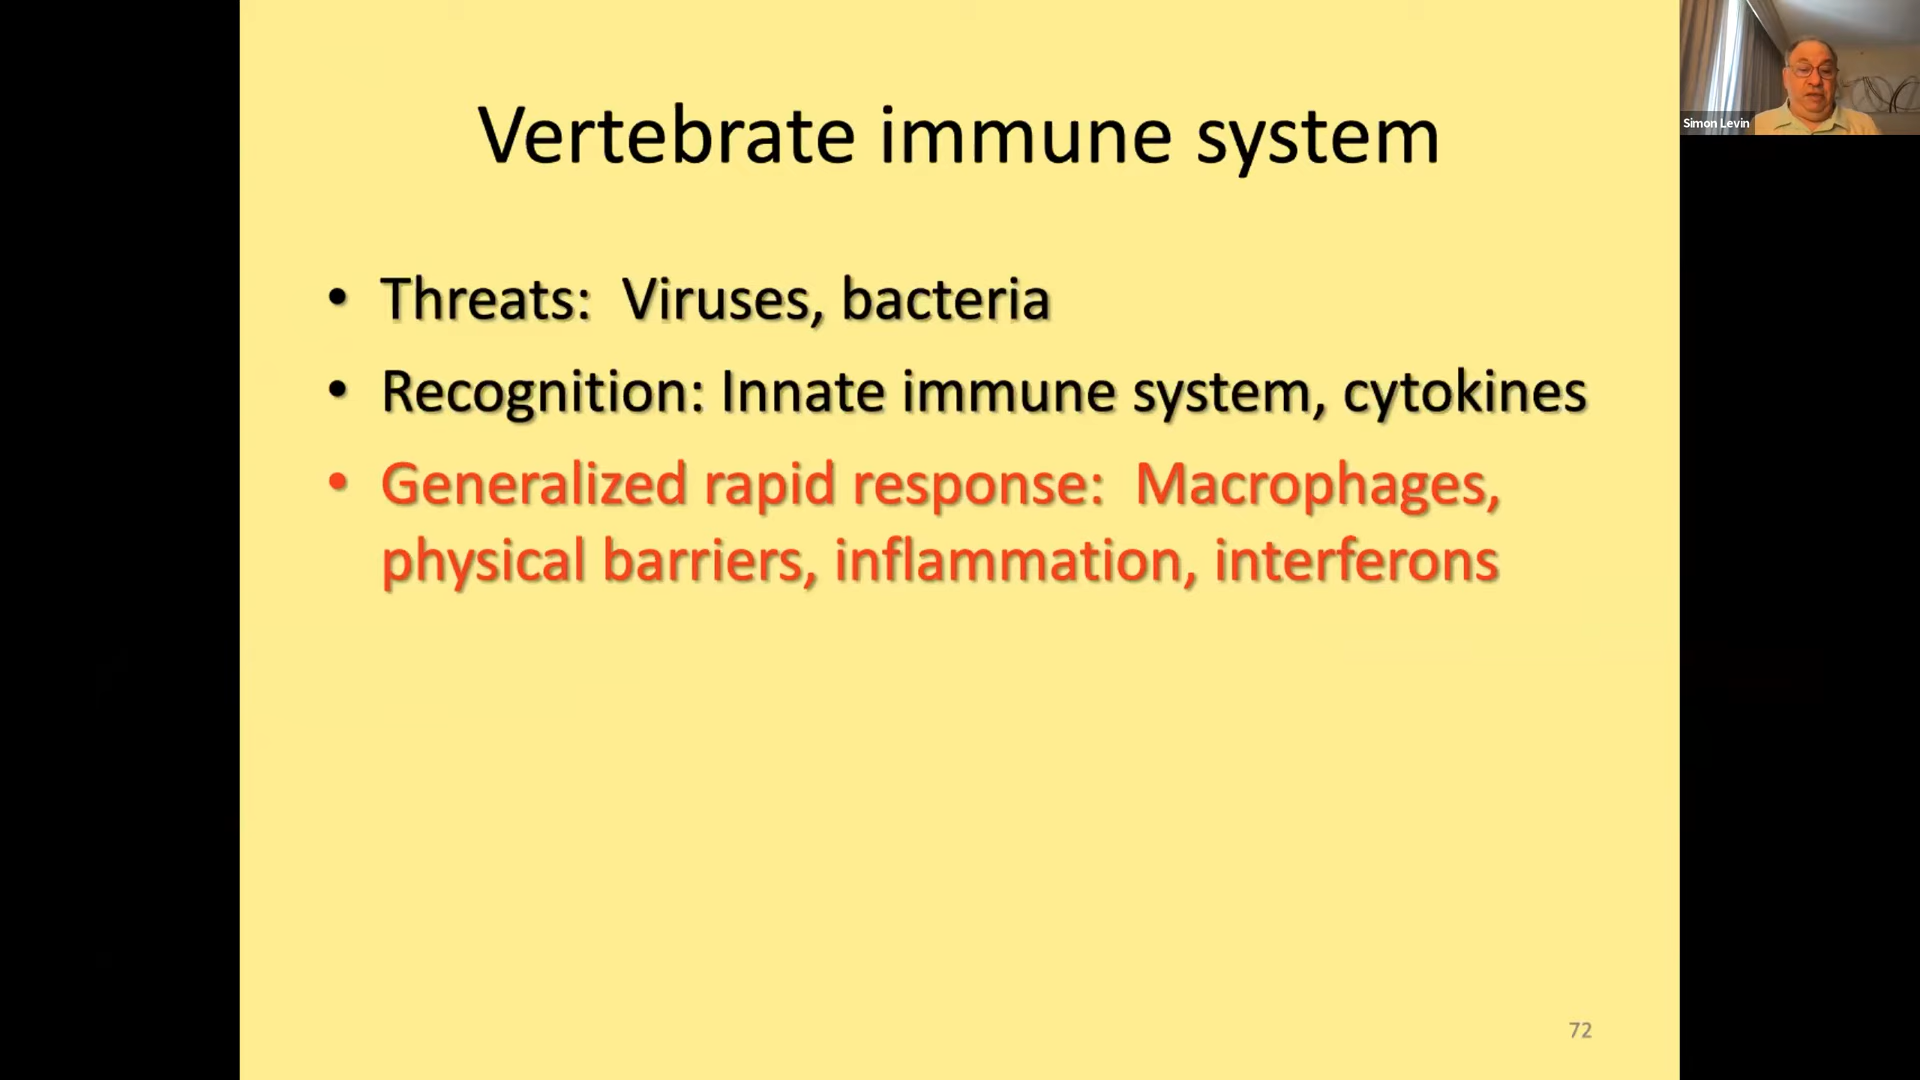 Vertebrate immune system
• Threats:  Viruses, bacteria
• Recognition: Innate immune system, cytokines
• Generalized rapid response:  Macrophages,
physical barriers, inflammation, interferons
72
Simon Levin